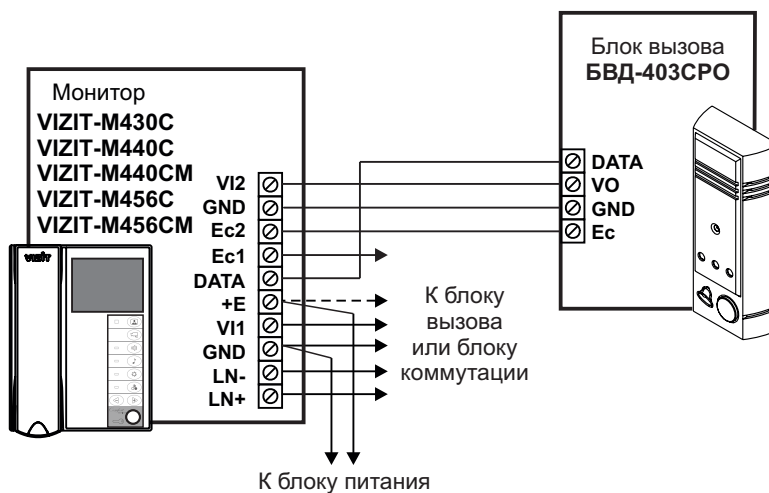 Монитор
VIZIT-M430C
VIZIT-M440C
VIZIT-M440CM
VIZIT-M456C
VIZIT-M456CM
VI2
GND
Ec2
Ec1
DATA
+E
VI1
GND
LN-
LN+
vizit
Блок вызова
БВД-403CPO
DATA
VO
GND
Ec
К блоку
вызова
или блоку
коммутации
К блоку питания